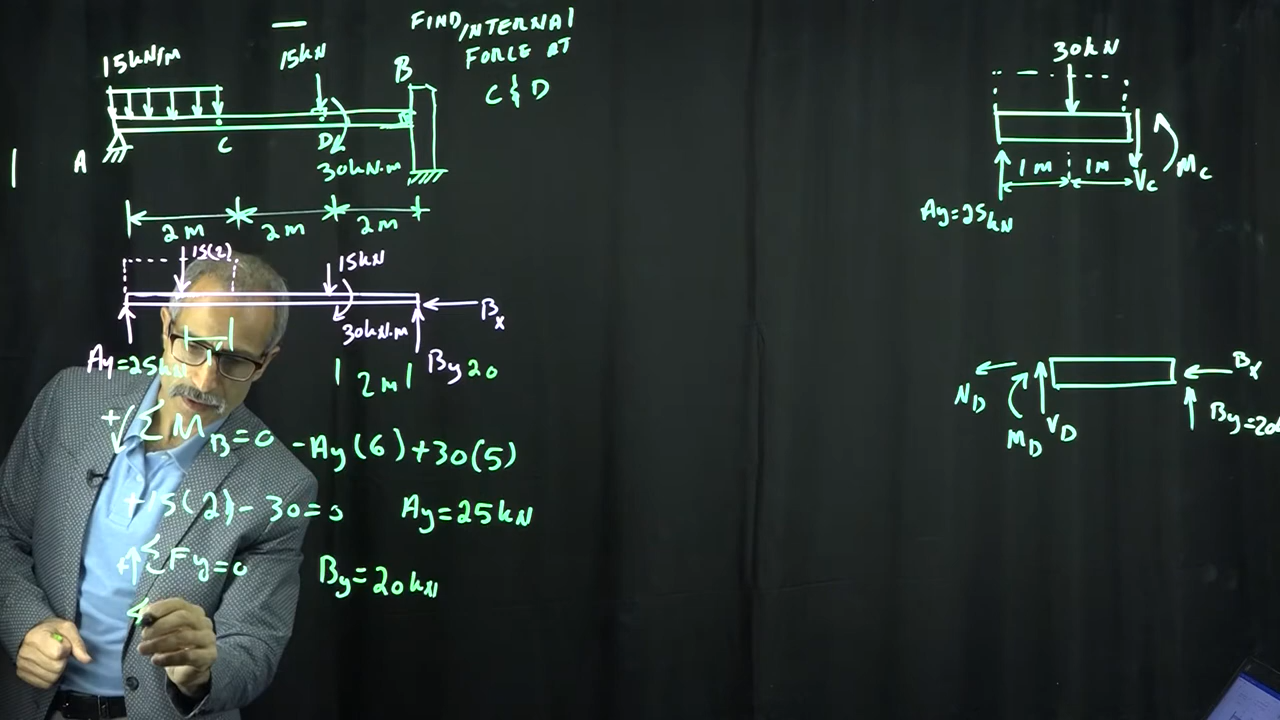 FIND INTERNAL
FORCE AT
C & D
15kN/m
15kN
B
A
C
D
30kN·m
2m
2m
2m
15(2)
15kN
Bx
30kN·m
Ay=25kN
1
2m
By 20
+ΣM B=0 -Ay(6)+30(5)
+15(2)-30=0 Ay=25kN
+↑ΣFy=0 By=20kN
30kN
1m
1m
Vc
Mc
Ay=25kN
ND
MD
VD
Bx
By=20